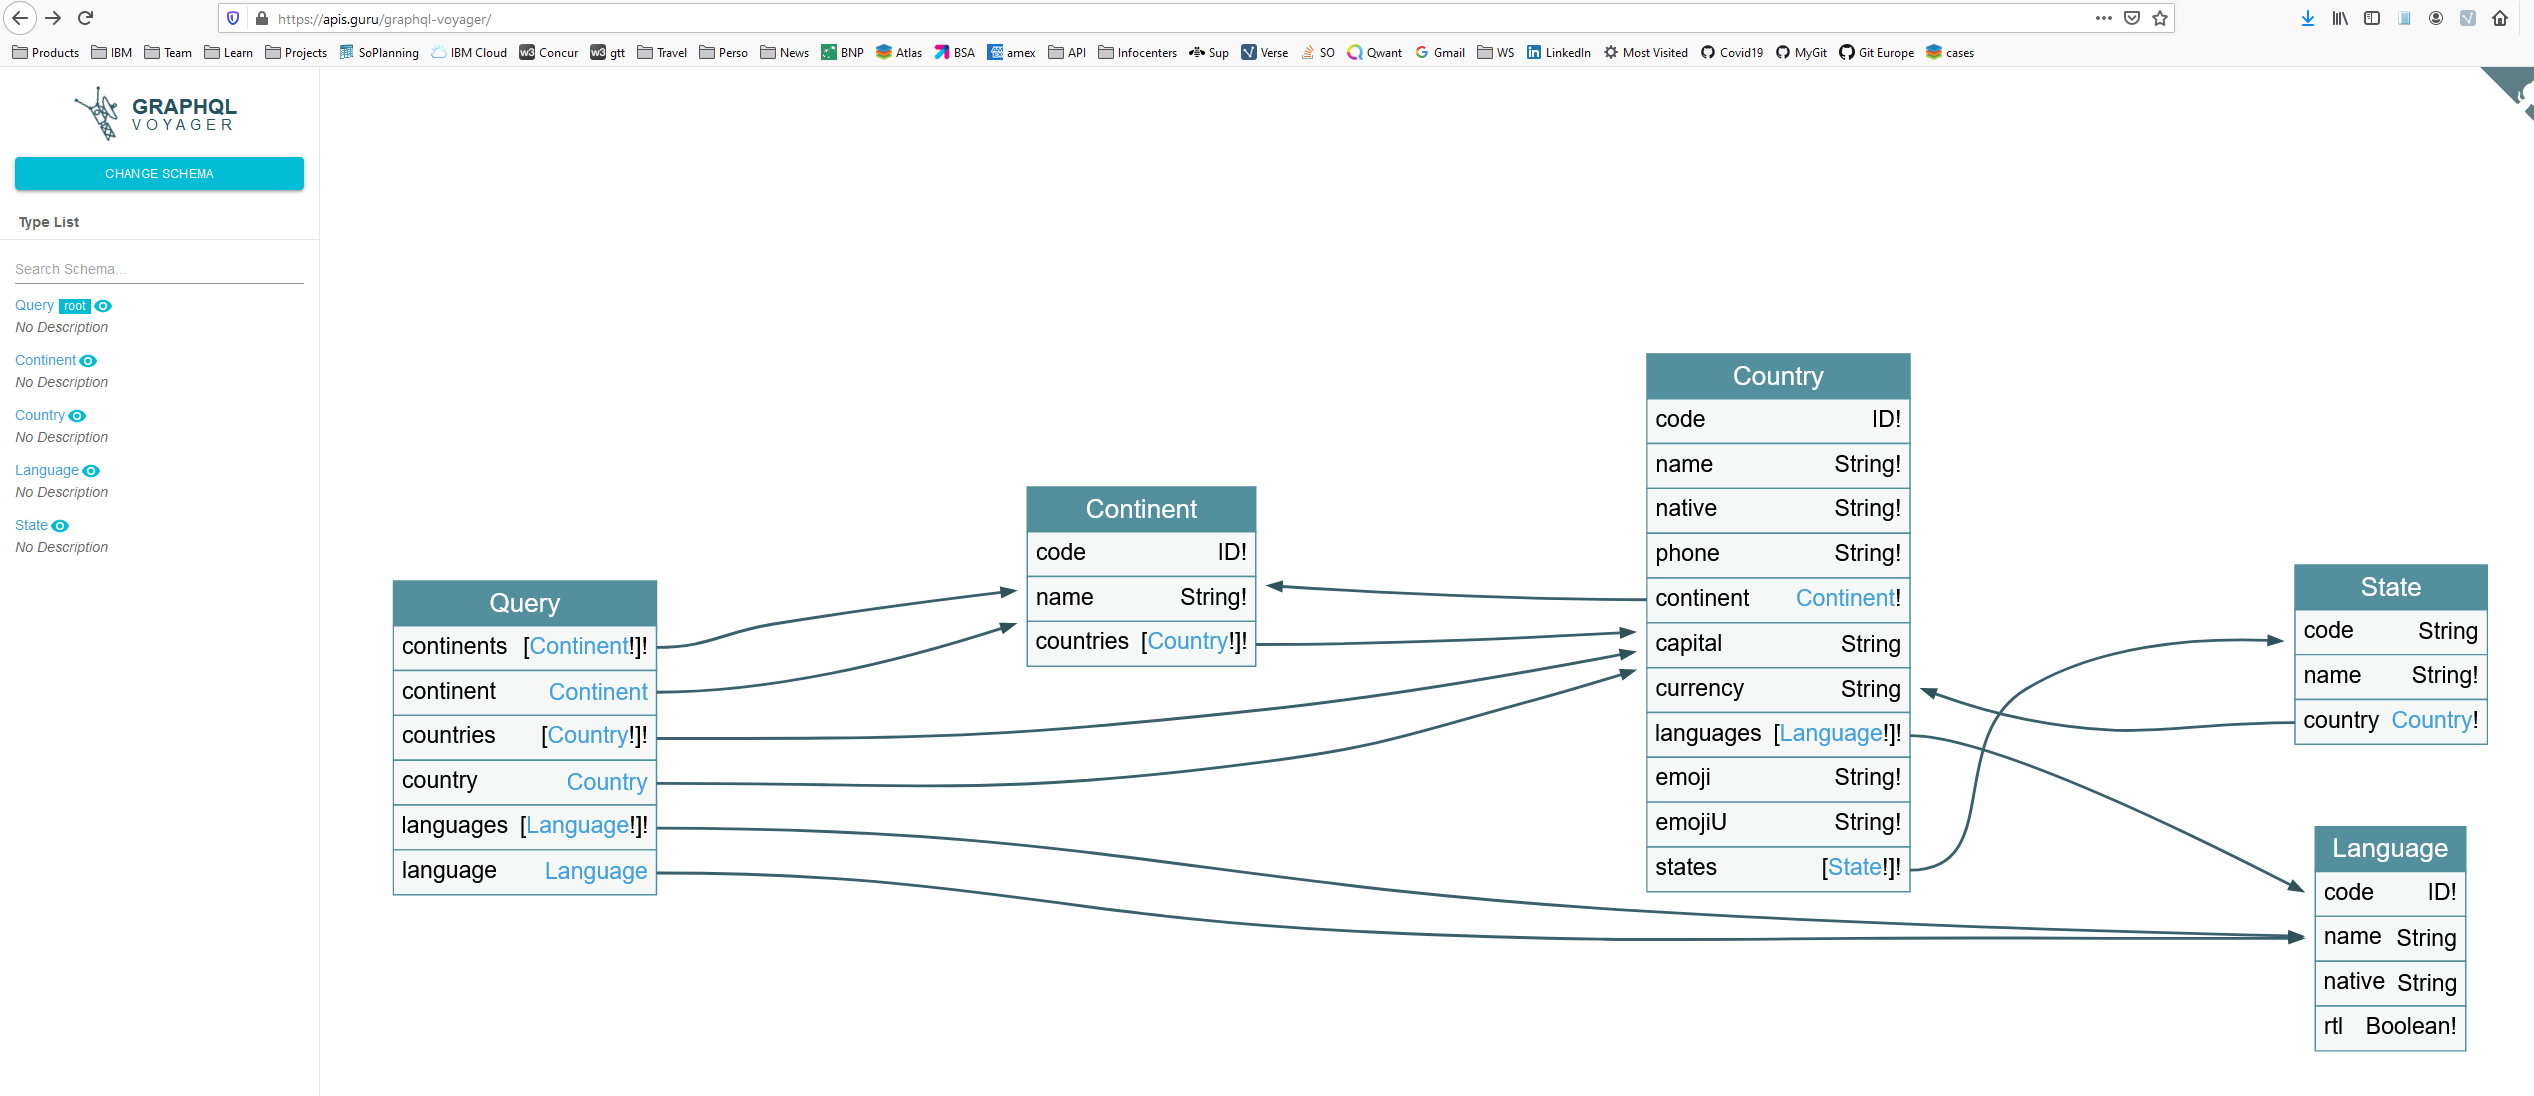 https://apis.guru/graphql-voyager/
Products IBM Team Learn Projects SoPlanning IBM Cloud w3 Concur w3 gtt Travel Perso News BNP Atlas BSA amex API Infocenters Sup Verse SO Qwant Gmail WS LinkedIn Most Visited Covid19 MyGit Git Europe cases
GRAPHQL
VOYAGER
CHANGE SCHEMA
Type List
Search Schema...
Query root
No Description
Continent
No Description
Country
No Description
Language
No Description
State
No Description
Query
continents [Continent!]!
continent Continent
countries [Country!]!
country Country
languages [Language!]!
language Language
Continent
code ID!
name String!
countries [Country!]!
Country
code ID!
name String!
native String!
phone String!
continent Continent!
capital String
currency String
languages [Language!]!
emoji String!
emojiU String!
states [State!]!
State
code String
name String!
country Country!
Language
code ID!
name String
native String
rtl Boolean!